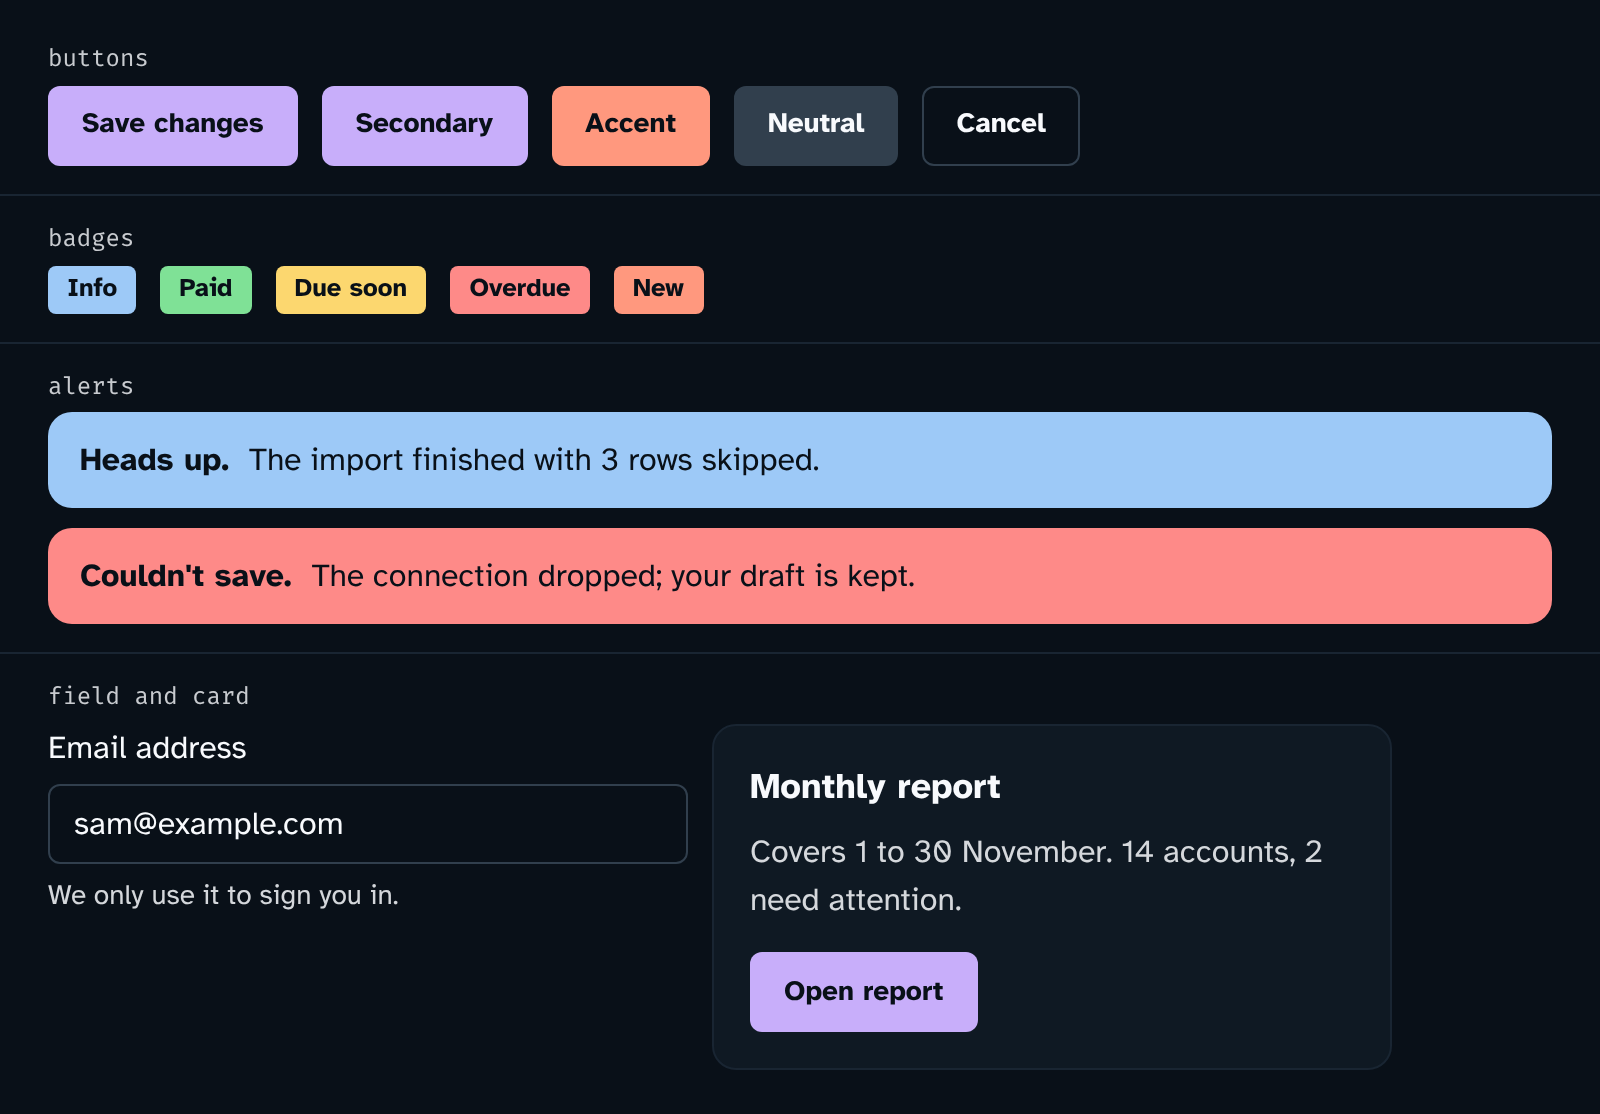 buttons
Save changes Secondary Accent Neutral Cancel
badges
Info Paid Due soon Overdue New
alerts
Heads up. The import finished with 3 rows skipped.
Couldn't save. The connection dropped; your draft is kept.
field and card
Email address
sam@example.com
We only use it to sign you in.
Monthly report
Covers 1 to 30 November. 14 accounts, 2
need attention.
Open report